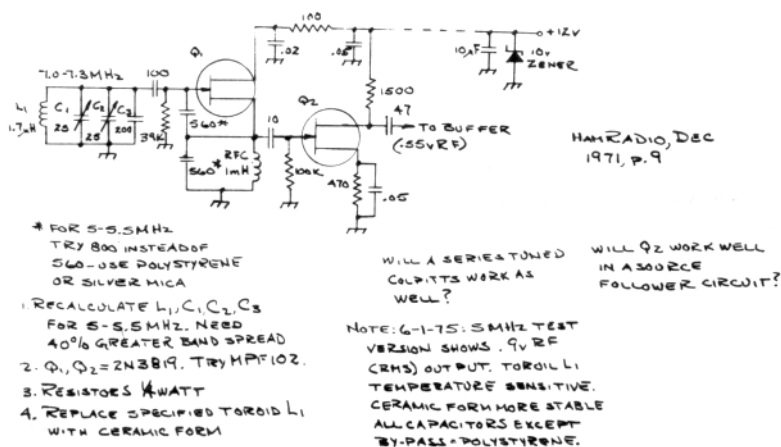 100
+12V
Q1
.02
.05
10µF
10V
ZENER
7.0-7.3MHz
100
1500
Q2
47
L1
C1
C2
C3
560*
10
TO BUFFER
(.55V RF)
1.7µH
25
25
200
39K
560*
RFC
1mH
100K
470
.05
HAM RADIO, DEC
1971, p.9
* FOR 5-5.5MHz
TRY 800 INSTEAD OF
560-USE POLYSTYRENE
OR SILVER MICA
1. RECALCULATE L1, C1, C2, C3
FOR 5-5.5MHz. NEED
40% GREATER BAND SPREAD
2. Q1, Q2 = 2N3819. TRY MPF102.
3. RESISTORS 1/4 WATT
4. REPLACE SPECIFIED TOROID L1
WITH CERAMIC FORM
WILL A SERIES TUNED
COLPITTS WORK AS
WELL?
WILL Q2 WORK WELL
IN A SOURCE
FOLLOWER CIRCUIT?
NOTE: 6-1-75: 5MHz TEST
VERSION SHOWS .9V RF
(RMS) OUTPUT. TOROID L1
TEMPERATURE SENSITIVE.
CERAMIC FORM MORE STABLE
ALL CAPACITORS EXCEPT
BY-PASS = POLYSTYRENE.